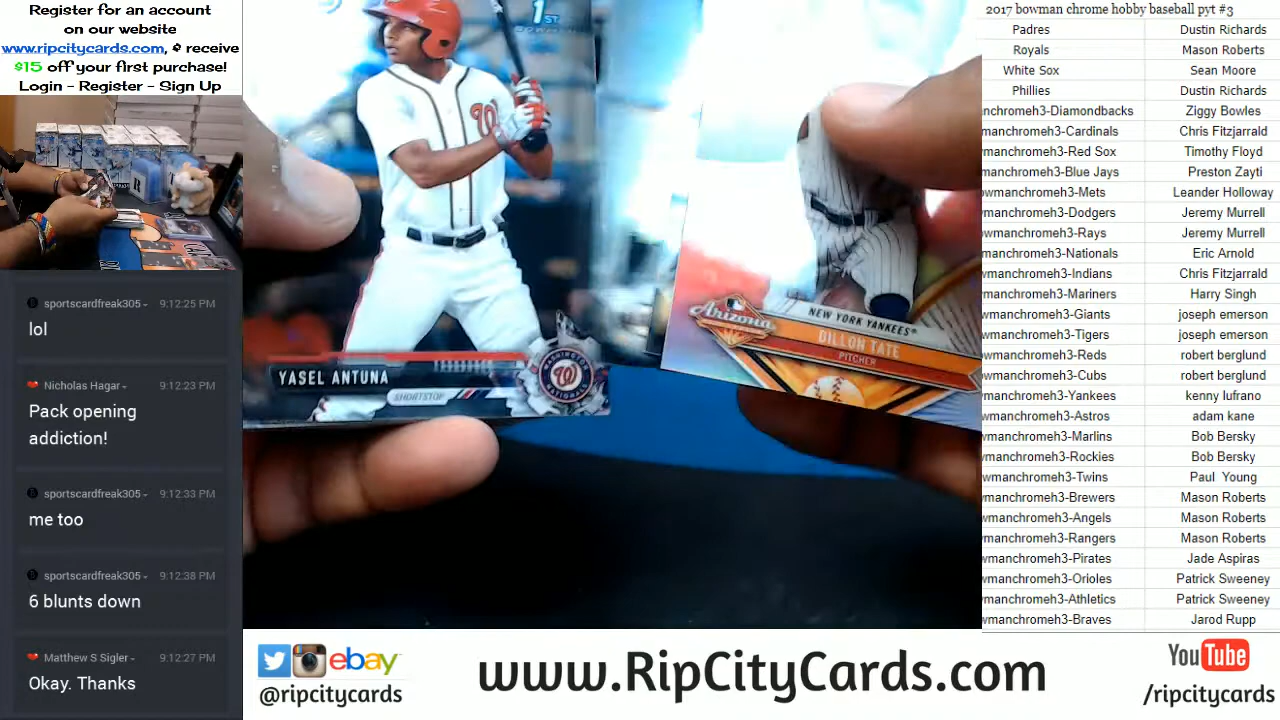 Register for an account
on our website
www.ripcitycards.com, & receive
$15 off your first purchase!
Login - Register - Sign Up
sportscardfreak305 9:12:25 PM
lol
Nicholas Hagar 9:12:23 PM
Pack opening
addiction!
sportscardfreak305 9:12:33 PM
me too
sportscardfreak305 9:12:38 PM
6 blunts down
Matthew S Sigler 9:12:27 PM
Okay. Thanks
1ST
BOWMAN
W
YASEL ANTUNA
SHORTSTOP
WASHINGTON
W
NATIONALS
Arizona
NEW YORK YANKEES
DILLON TATE
PITCHER
2017 bowman chrome hobby baseball pyt #3
Padres Dustin Richards
Royals Mason Roberts
White Sox Sean Moore
Phillies Dustin Richards
nchromeh3-Diamondbacks Ziggy Bowles
manchromeh3-Cardinals Chris Fitzjarrald
wmanchromeh3-Red Sox Timothy Floyd
manchromeh3-Blue Jays Preston Zayti
owmanchromeh3-Mets Leander Holloway
wmanchromeh3-Dodgers Jeremy Murrell
owmanchromeh3-Rays Jeremy Murrell
manchromeh3-Nationals Eric Arnold
wmanchromeh3-Indians Chris Fitzjarrald
manchromeh3-Mariners Harry Singh
wmanchromeh3-Giants joseph emerson
wmanchromeh3-Tigers joseph emerson
owmanchromeh3-Reds robert berglund
owmanchromeh3-Cubs robert berglund
wmanchromeh3-Yankees kenny lufrano
wmanchromeh3-Astros adam kane
wmanchromeh3-Marlins Bob Bersky
wmanchromeh3-Rockies Bob Bersky
wmanchromeh3-Twins Paul Young
wmanchromeh3-Brewers Mason Roberts
wmanchromeh3-Angels Mason Roberts
wmanchromeh3-Rangers Mason Roberts
wmanchromeh3-Pirates Jade Aspiras
wmanchromeh3-Orioles Patrick Sweeney
wmanchromeh3-Athletics Patrick Sweeney
wmanchromeh3-Braves Jarod Rupp
ebay
@ripcitycards
www.RipCityCards.com
YouTube
/ripcitycards